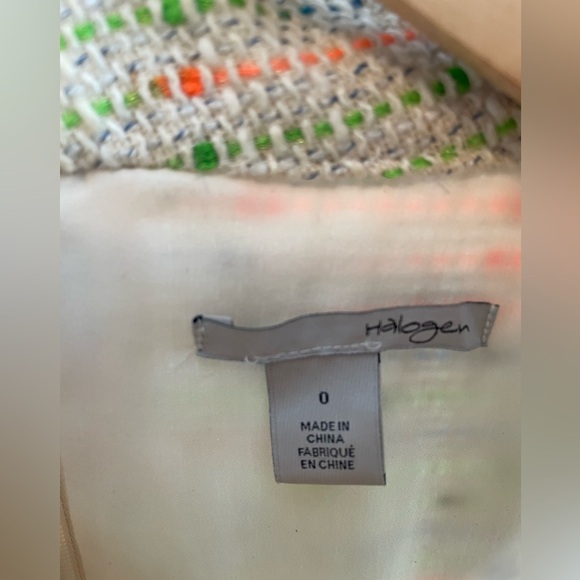 Halogen
0
MADE IN
CHINA
FABRIQUÉ
EN CHINE